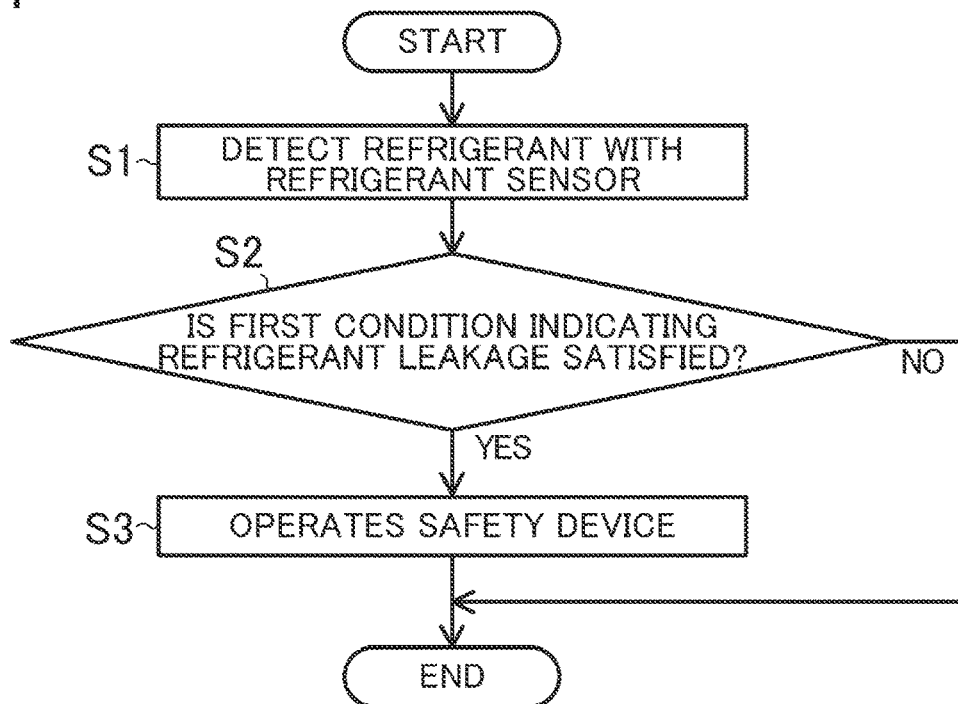 START
S1
DETECT REFRIGERANT WITH
REFRIGERANT SENSOR
S2
IS FIRST CONDITION INDICATING
REFRIGERANT LEAKAGE SATISFIED?
NO
YES
S3
OPERATES SAFETY DEVICE
END